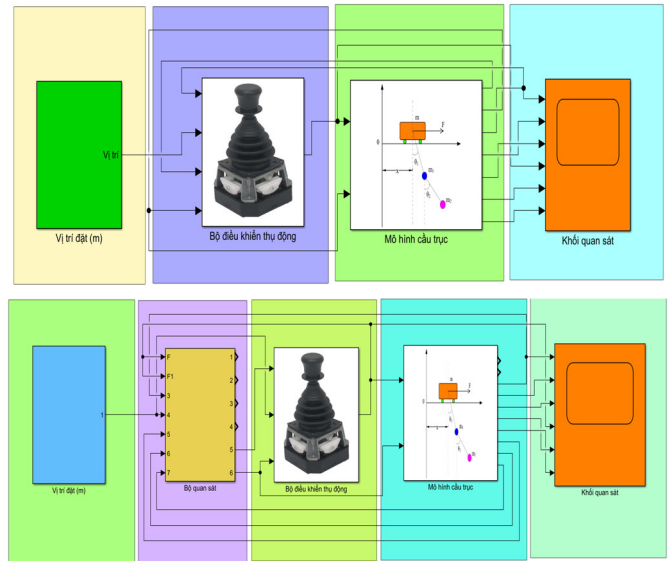 Vị trí
Vị trí đặt (m)
Bộ điều khiển thụ động
m
F
0
θ₁
x
m₁
θ₂
m₂
Mô hình cầu trục
Khối quan sát
1
Vị trí đặt (m)
F
F1
3
4
5
6
7
1
2
3
4
5
6
Bộ quan sát
Bộ điều khiển thụ động
Mô hình cầu trục
Khối quan sát